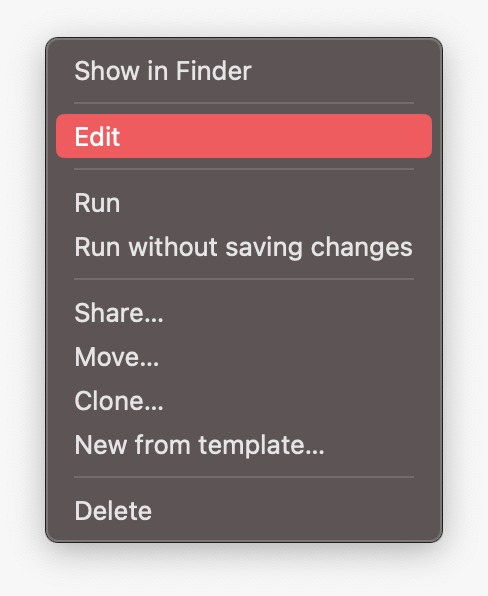 Show in Finder
Edit
Run
Run without saving changes
Share...
Move...
Clone...
New from template...
Delete